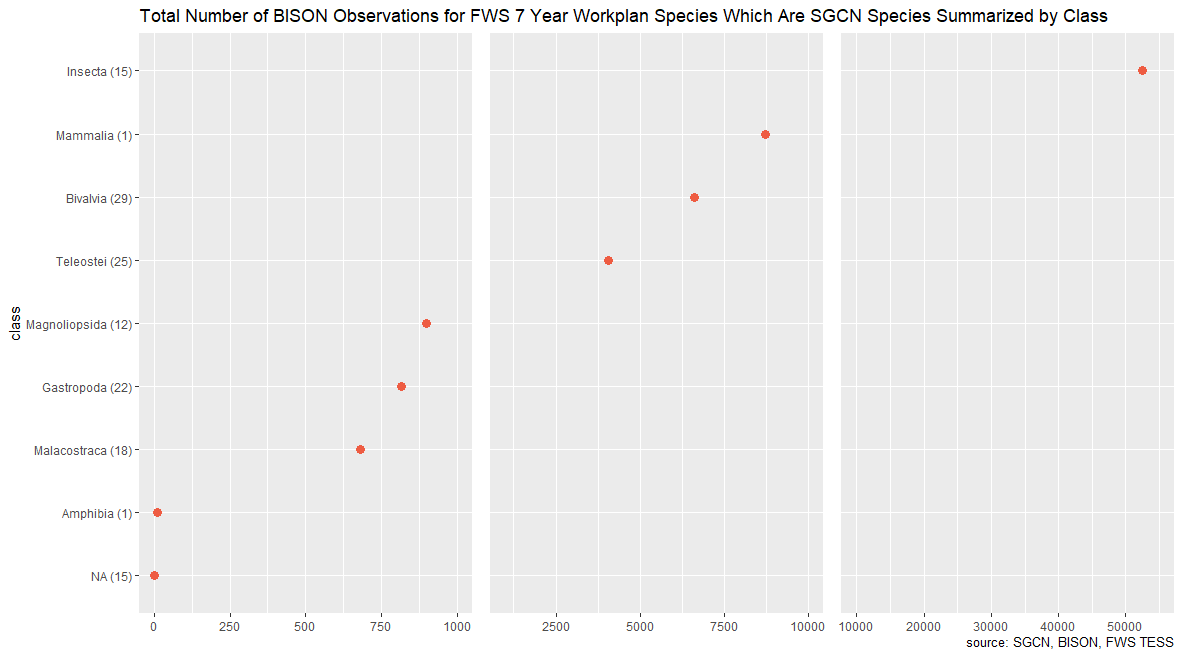 Total Number of BISON Observations for FWS 7 Year Workplan Species Which Are SGCN Species Summarized by Class
class
Insecta (15)
Mammalia (1)
Bivalvia (29)
Teleostei (25)
Magnoliopsida (12)
Gastropoda (22)
Malacostraca (18)
Amphibia (1)
NA (15)
0 250 500 750 1000 2500 5000 7500 10000 10000 20000 30000 40000 50000
source: SGCN, BISON, FWS TESS